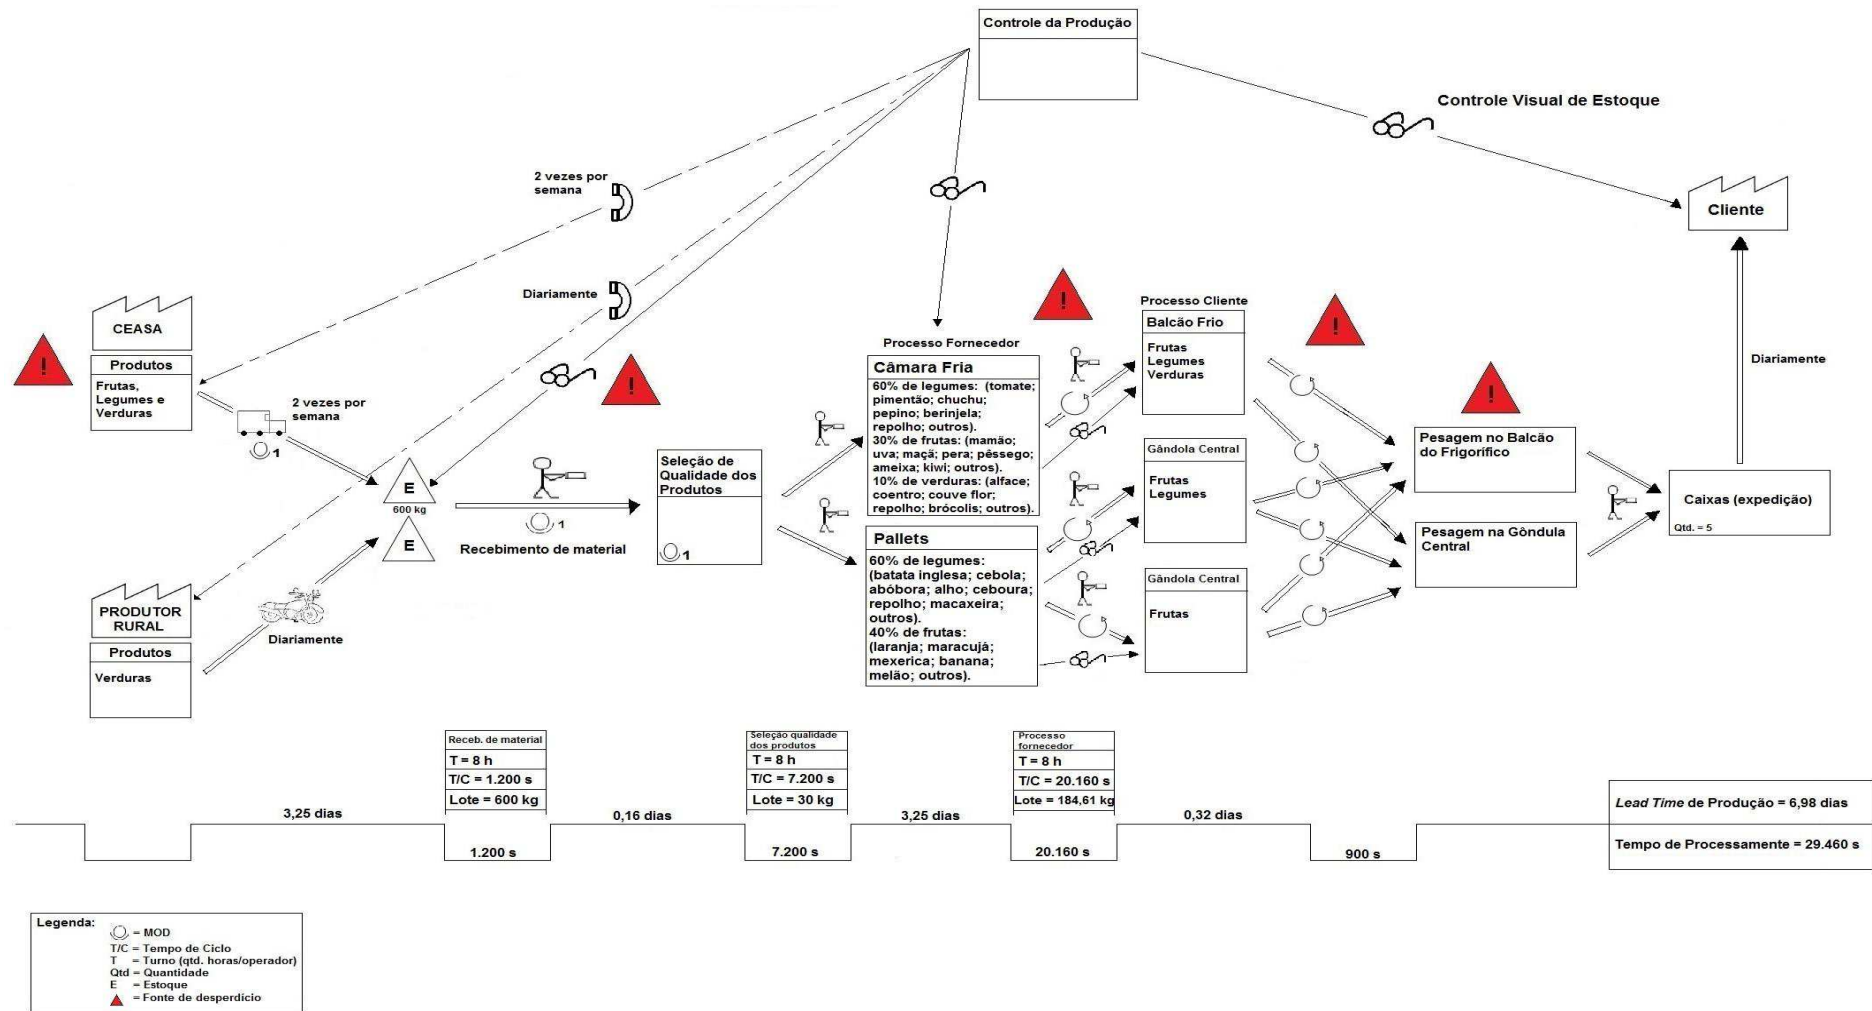 Controle da Produção
Controle Visual de Estoque
Cliente
Diariamente
2 vezes por
semana
Diariamente
CEASA
Produtos
Frutas,
Legumes e
Verduras
!
2 vezes por
semana
1
E
600 kg
E
PRODUTOR
RURAL
Produtos
Verduras
Diariamente
!
1
Recebimento de material
Seleção de
Qualidade dos
Produtos
1
Processo Fornecedor
Câmara Fria
60% de legumes: (tomate;
pimentão; chuchu;
pepino; berinjela;
repolho; outros).
30% de frutas: (mamão;
uva; maçã; pera; pêssego;
ameixa; kiwi; outros).
10% de verduras: (alface;
coentro; couve flor;
repolho; brócolis; outros).
Pallets
60% de legumes:
(batata inglesa; cebola;
abóbora; alho; ceboura;
repolho; macaxeira;
outros).
40% de frutas:
(laranja; maracujá;
mexerica; banana;
melão; outros).
!
Processo Cliente
Balcão Frio
Frutas
Legumes
Verduras
Gândola Central
Frutas
Legumes
Gândola Central
Frutas
!
!
Pesagem no Balcão
do Frigorífico
Pesagem na Gôndula
Central
Caixas (expedição)
Qtd. = 5
Receb. de material
T = 8 h
T/C = 1.200 s
Lote = 600 kg
Seleção qualidade
dos produtos
T = 8 h
T/C = 7.200 s
Lote = 30 kg
Processo
fornecedor
T = 8 h
T/C = 20.160 s
Lote = 184,61 kg
3,25 dias
0,16 dias
3,25 dias
0,32 dias
1.200 s
7.200 s
20.160 s
900 s
Lead Time de Produção = 6,98 dias
Tempo de Processamente = 29.460 s
Legenda:
= MOD
T/C = Tempo de Ciclo
T = Turno (qtd. horas/operador)
Qtd = Quantidade
E = Estoque
= Fonte de desperdício